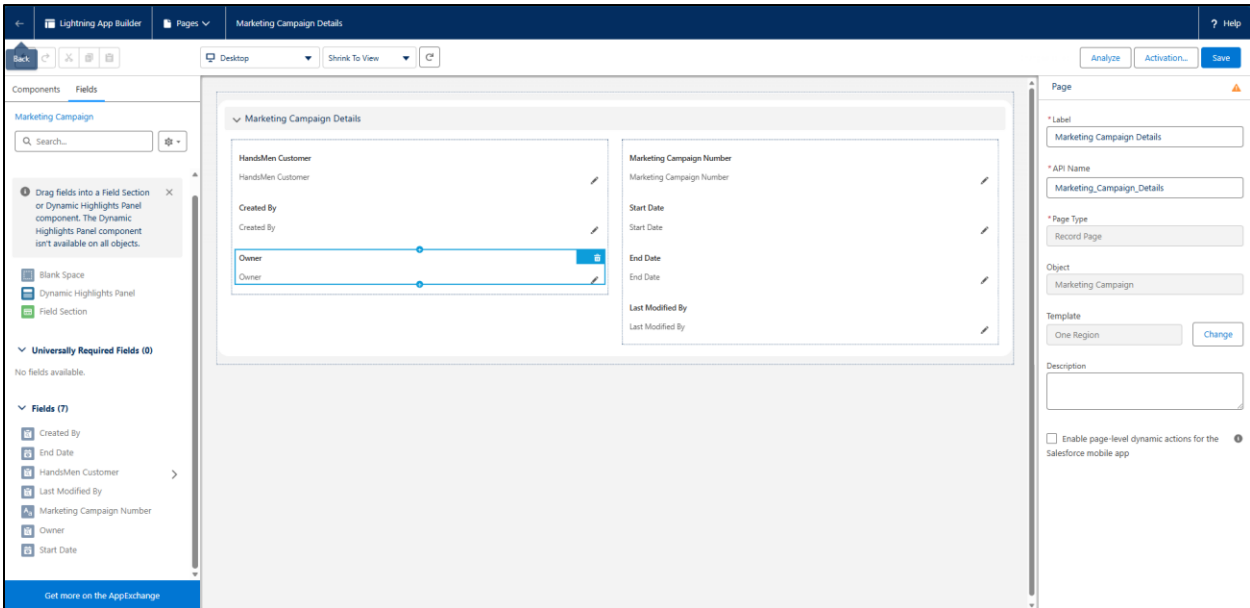 Lightning App Builder
Pages
Marketing Campaign Details
? Help
Back
Desktop
Shrink To View
Analyze
Activation...
Save
Components
Fields
Marketing Campaign
Search...
Drag fields into a Field Section
or Dynamic Highlights Panel
component. The Dynamic
Highlights Panel component
isn't available on all objects.
Blank Space
Dynamic Highlights Panel
Field Section
Universally Required Fields (0)
No fields available.
Fields (7)
Created By
End Date
HandsMen Customer
Last Modified By
Marketing Campaign Number
Owner
Start Date
Get more on the AppExchange
Marketing Campaign Details
HandsMen Customer
HandsMen Customer
Created By
Created By
Owner
Owner
Marketing Campaign Number
Marketing Campaign Number
Start Date
Start Date
End Date
End Date
Last Modified By
Last Modified By
Page
*Label
Marketing Campaign Details
*API Name
Marketing_Campaign_Details
*Page Type
Record Page
Object
Marketing Campaign
Template
One Region
Change
Description
Enable page-level dynamic actions for the
Salesforce mobile app